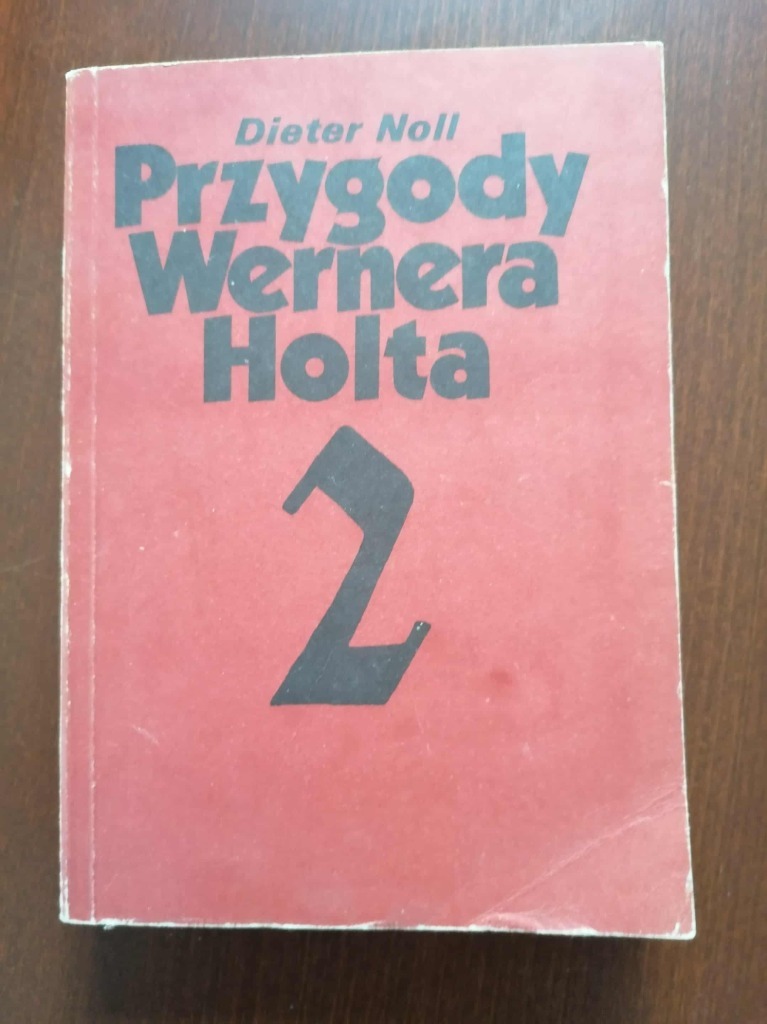 Dieter Noll
Przygody
Wernera
Holta
2